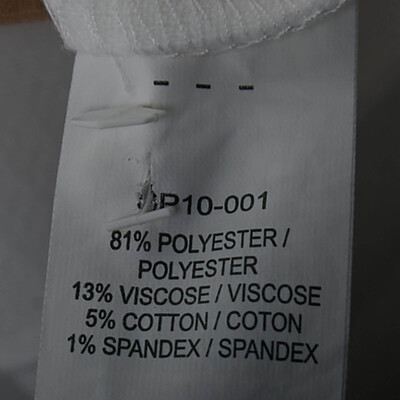 - - -
81% POLYESTER /
POLYESTER
13% VISCOSE / VISCOSE
5% COTTON / COTON
1% SPANDEX / SPANDEX